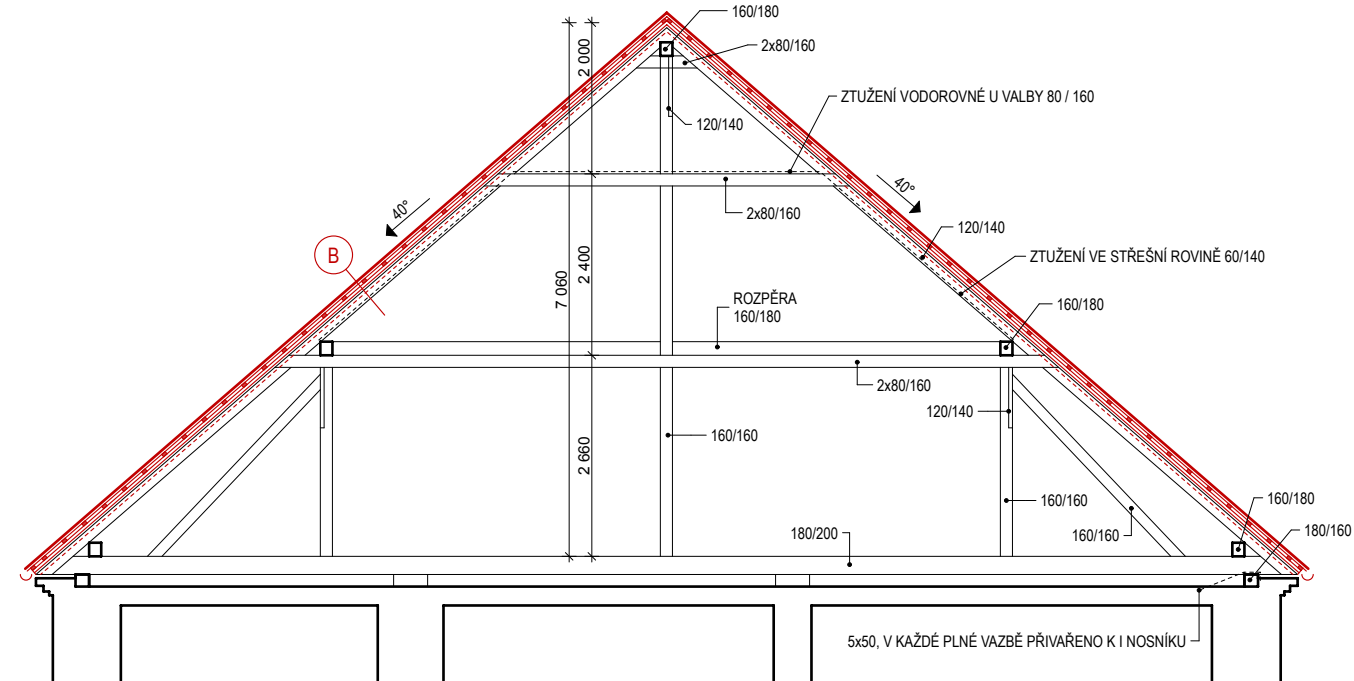 160/180
2x80/160
2 000
ZTUŽENÍ VODOROVNÉ U VALBY 80 / 160
120/140
40°
40°
2x80/160
120/140
B
ZTUŽENÍ VE STŘEŠNÍ ROVINĚ 60/140
2 400
7 060
ROZPĚRA
160/180
160/180
2x80/160
120/140
160/160
2 660
160/180
160/160
180/160
180/200
160/160
5x50, V KAŽDÉ PLNÉ VAZBĚ PŘIVAŘENO K I NOSNÍKU